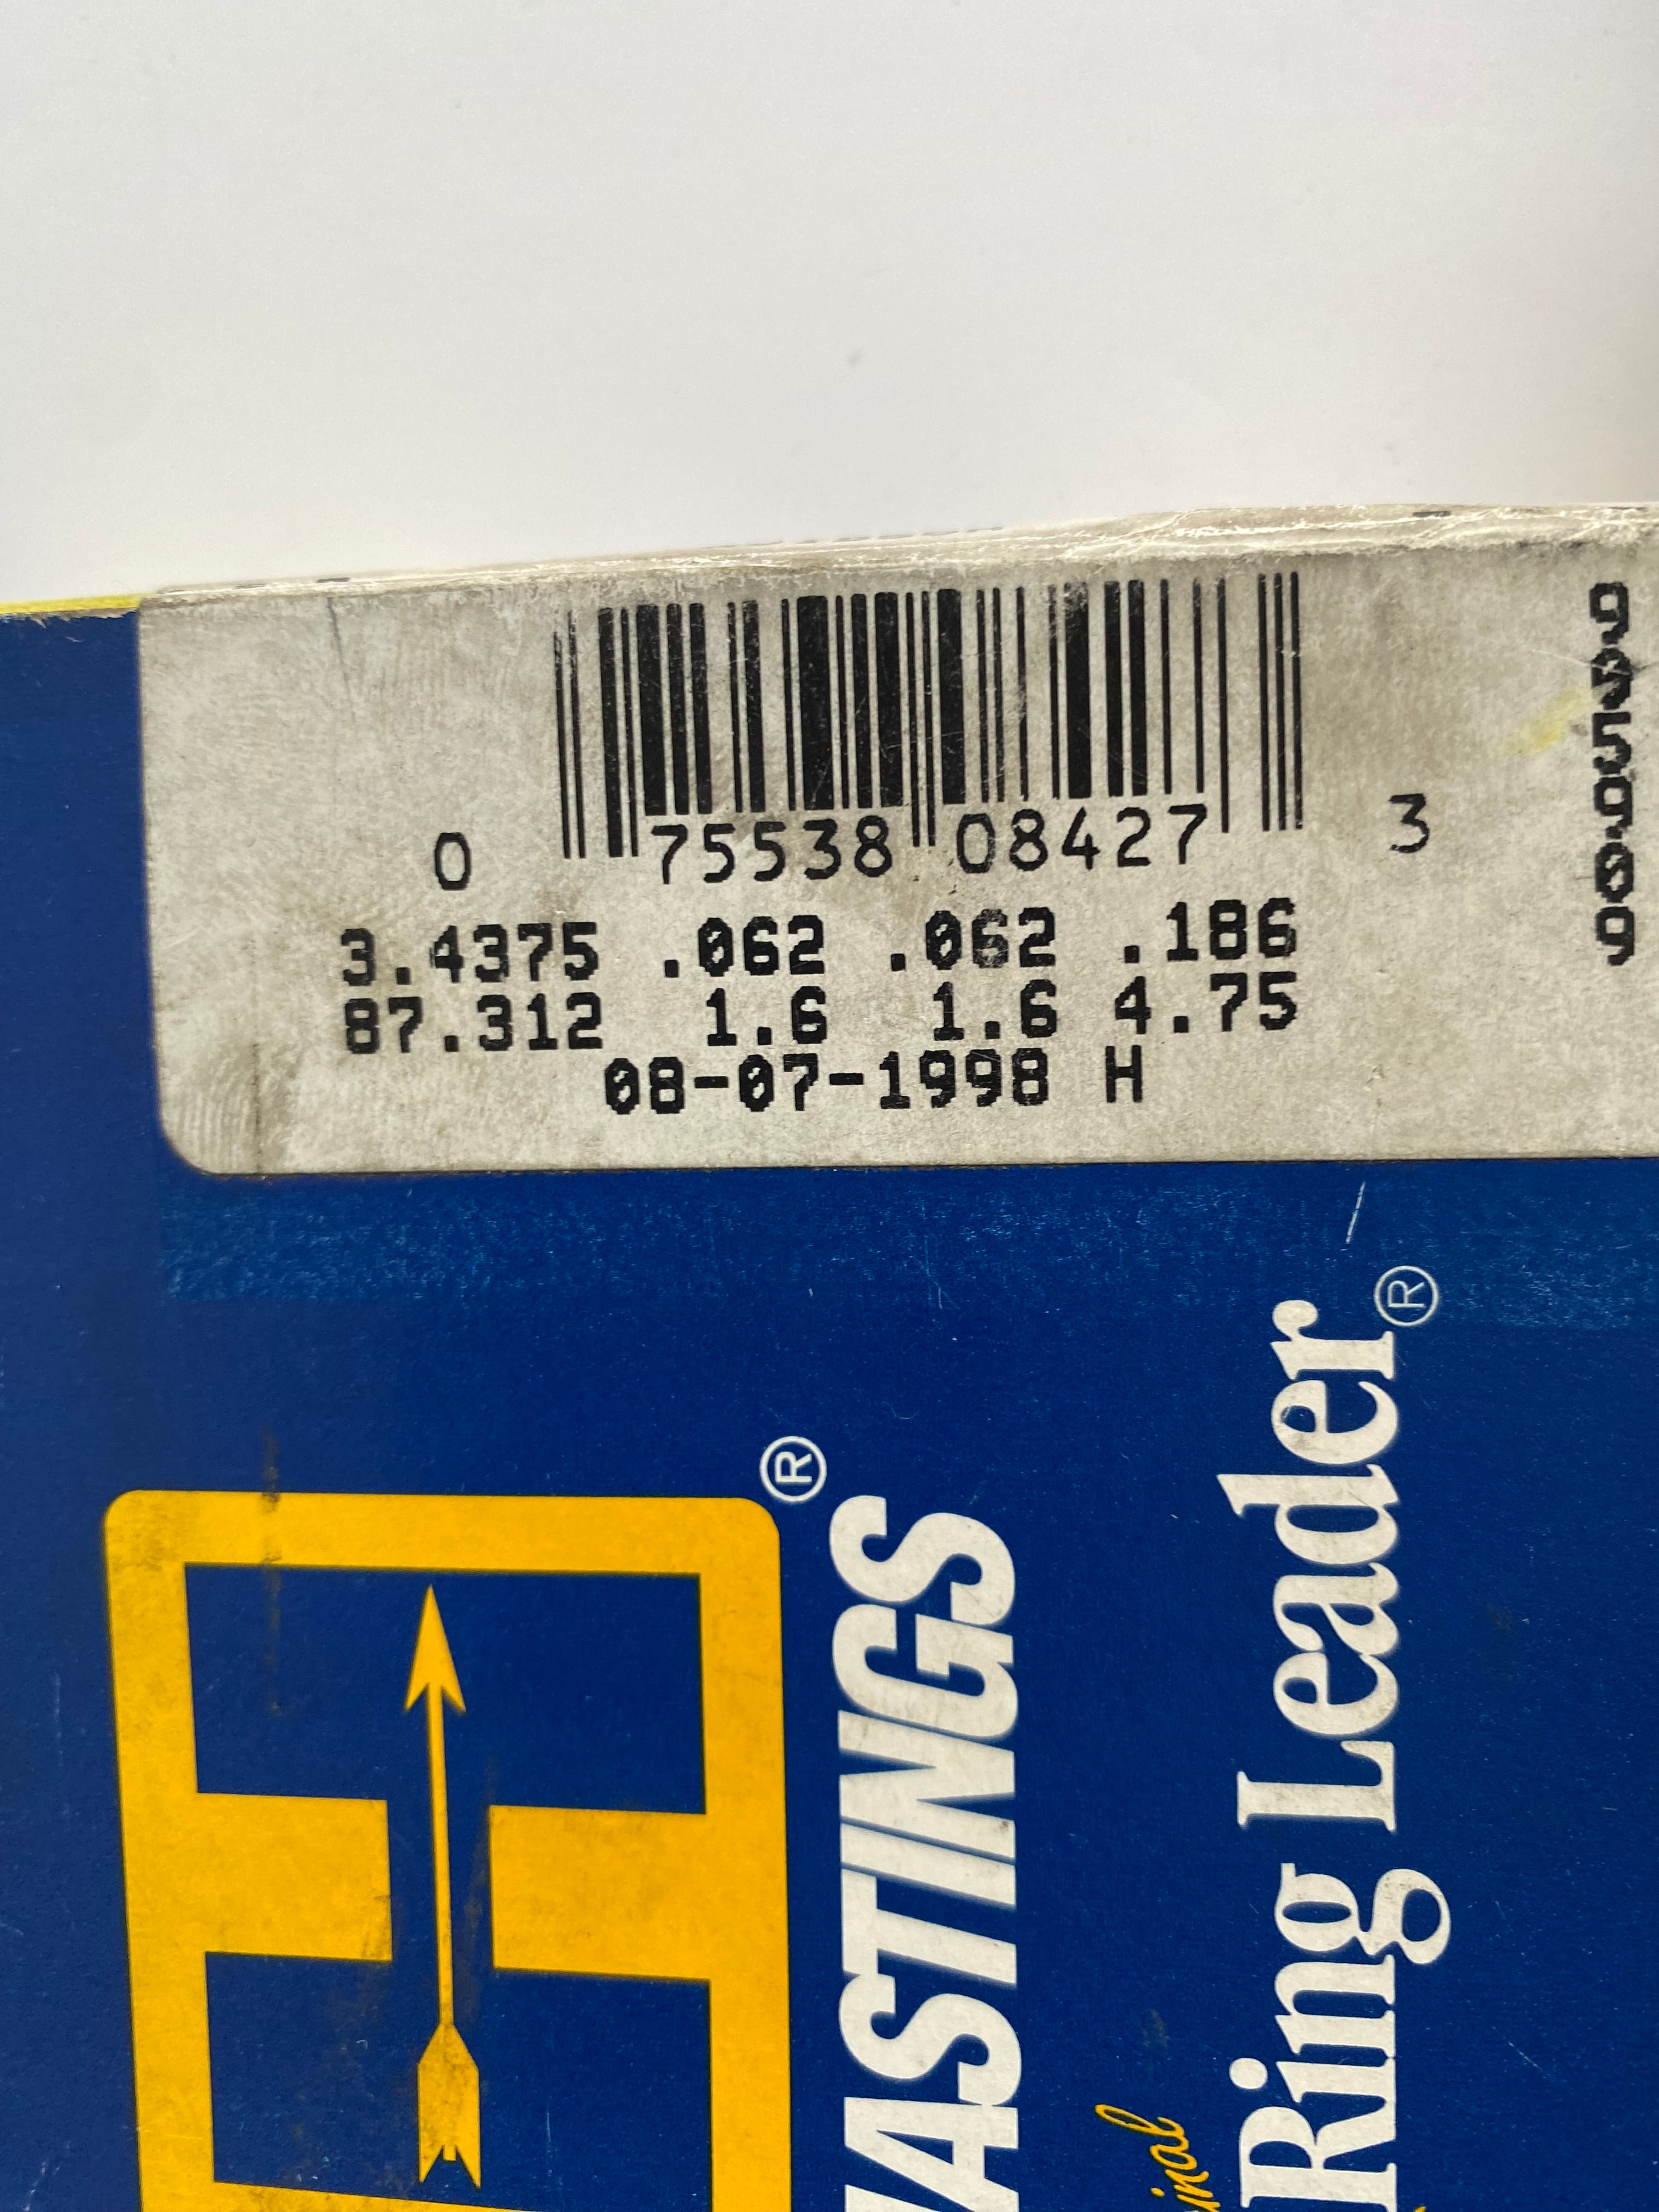 0 75538 08427 3
3.4375 .062 .062 .186
87.312 1.6 1.6 4.75
08-07-1998 H
HASTINGS®
Ring Leader®